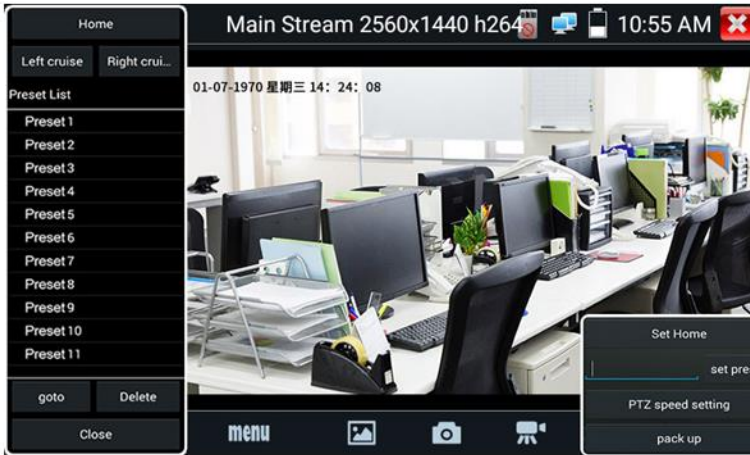 Home
Main Stream 2560x1440 h264
10:55 AM
Left cruise
Right crui...
Preset List
01-07-1970 星期三 14：24：08
Preset 1
Preset 2
Preset 3
Preset 4
Preset 5
Preset 6
Preset 7
Preset 8
Preset 9
Preset 10
Preset 11
goto
Delete
Close
menu
Set Home
set pre
PTZ speed setting
pack up